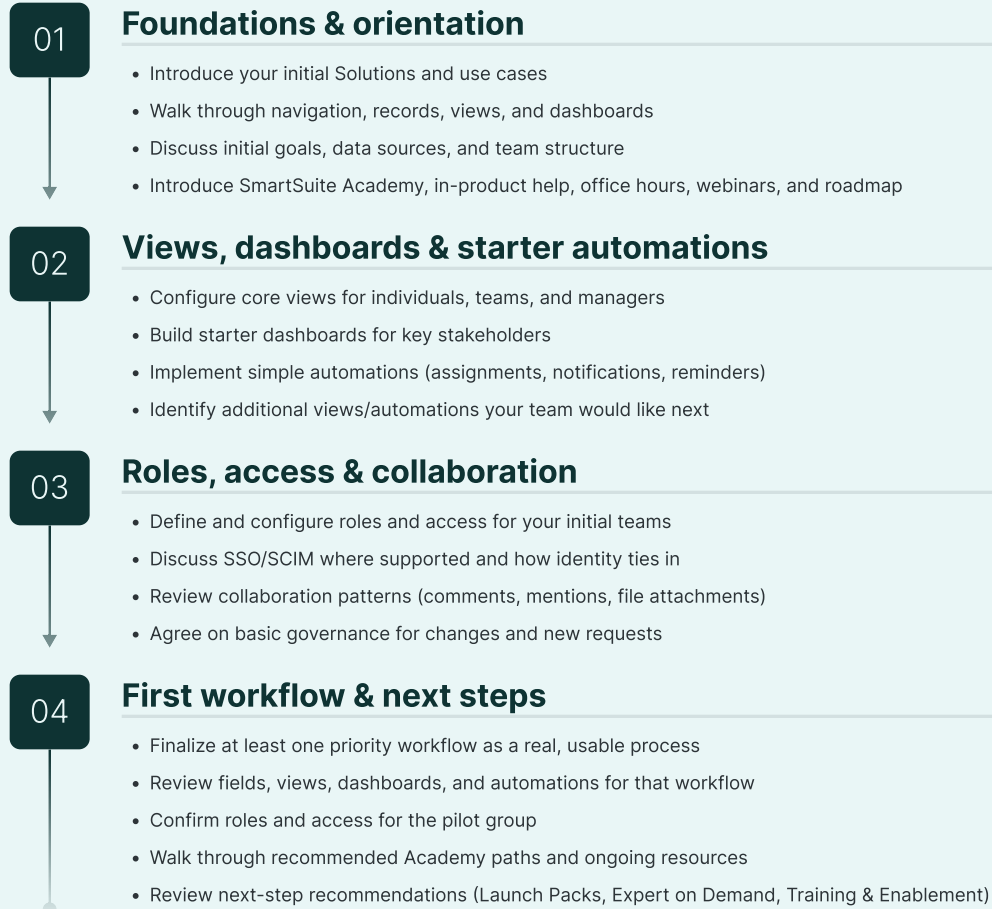 01
Foundations & orientation
• Introduce your initial Solutions and use cases
• Walk through navigation, records, views, and dashboards
• Discuss initial goals, data sources, and team structure
• Introduce SmartSuite Academy, in-product help, office hours, webinars, and roadmap
02
Views, dashboards & starter automations
• Configure core views for individuals, teams, and managers
• Build starter dashboards for key stakeholders
• Implement simple automations (assignments, notifications, reminders)
• Identify additional views/automations your team would like next
03
Roles, access & collaboration
• Define and configure roles and access for your initial teams
• Discuss SSO/SCIM where supported and how identity ties in
• Review collaboration patterns (comments, mentions, file attachments)
• Agree on basic governance for changes and new requests
04
First workflow & next steps
• Finalize at least one priority workflow as a real, usable process
• Review fields, views, dashboards, and automations for that workflow
• Confirm roles and access for the pilot group
• Walk through recommended Academy paths and ongoing resources
• Review next-step recommendations (Launch Packs, Expert on Demand, Training & Enablement)